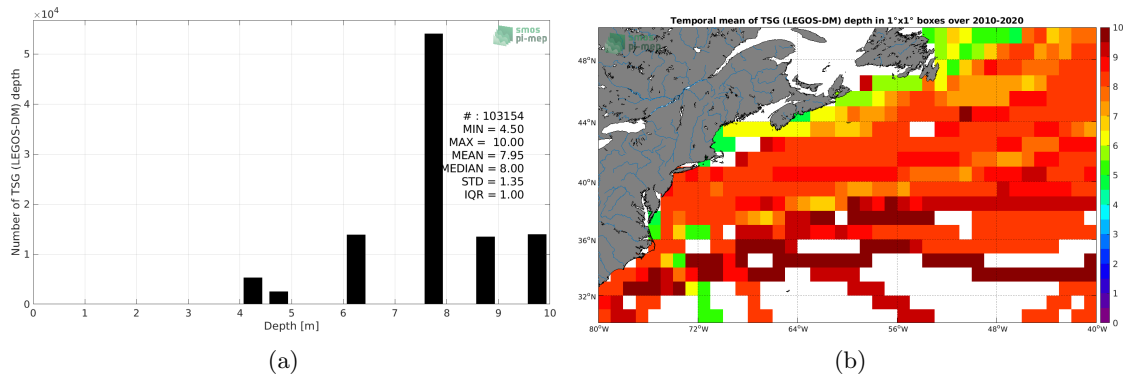 ×10⁴
smos
pi-mep
5
4
3
2
1
0
Number of TSG (LEGOS-DM) depth
# : 103154
MIN = 4.50
MAX = 10.00
MEAN = 7.95
MEDIAN = 8.00
STD = 1.35
IQR = 1.00
0 1 2 3 4 5 6 7 8 9 10
Depth [m]
(a)
Temporal mean of TSG (LEGOS-DM) depth in 1°x1° boxes over 2010-2020
smos
pi-mep
48°N
44°N
40°N
36°N
32°N
80°W 72°W 64°W 56°W 48°W 40°W
10
9
8
7
6
5
4
3
2
1
0
(b)